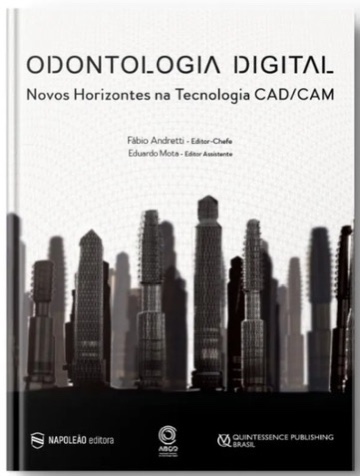 ODONTOLOGIA DIGITAL
Novos Horizontes na Tecnologia CAD/CAM
Fábio Andretti - Editor-Chefe
Eduardo Mota - Editor Assistente
NAPOLEÃO editora
ABOD
QUINTESSENCE PUBLISHING
BRASIL